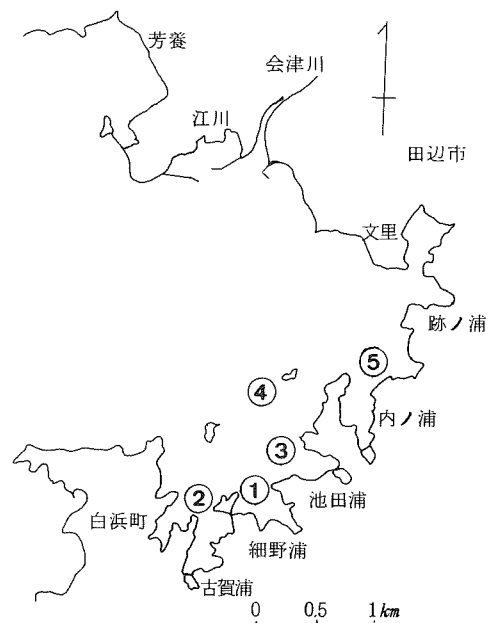 芳養
会津川
江川
田辺市
文里
跡ノ浦
⑤
④
内ノ浦
③
池田浦
①
②
白浜町
細野浦
古賀浦
0 0.5 1km